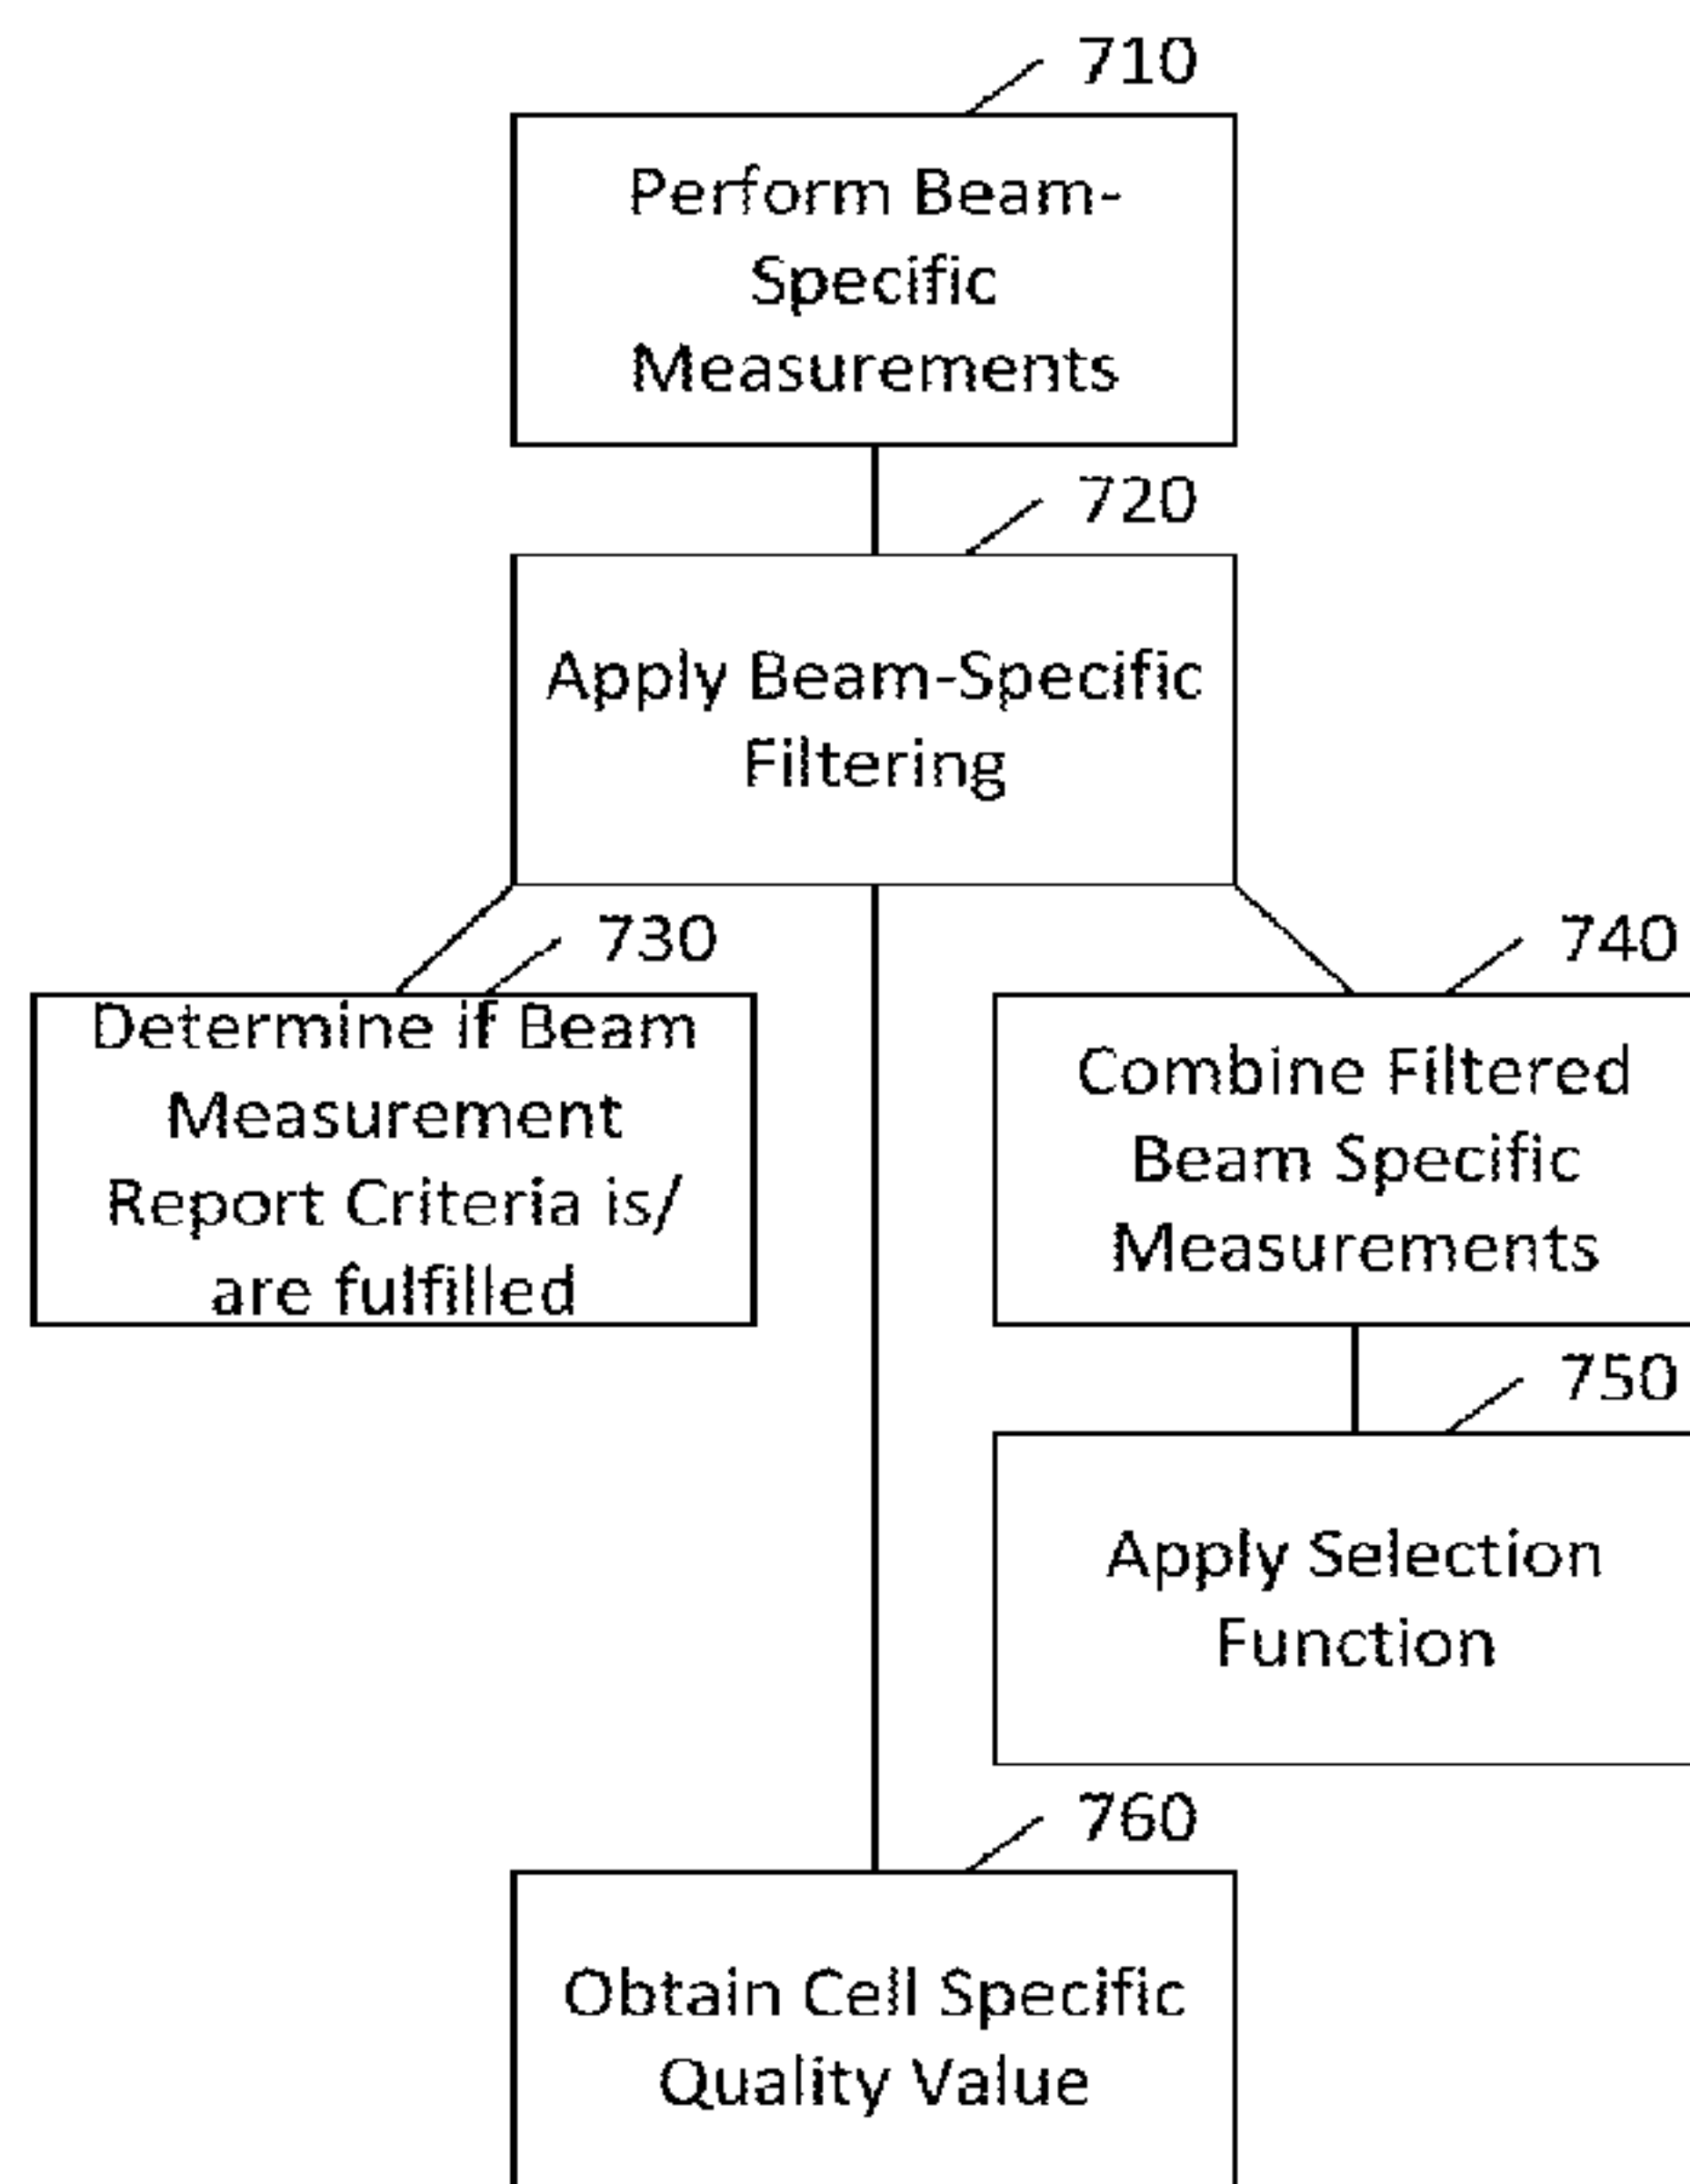 710
Perform Beam-
Specific
Measurements
720
Apply Beam-Specific
Filtering
730
Determine if Beam
Measurement
Report Criteria is/
are fulfilled
740
Combine Filtered
Beam Specific
Measurements
750
Apply Selection
Function
760
Obtain Cell Specific
Quality Value